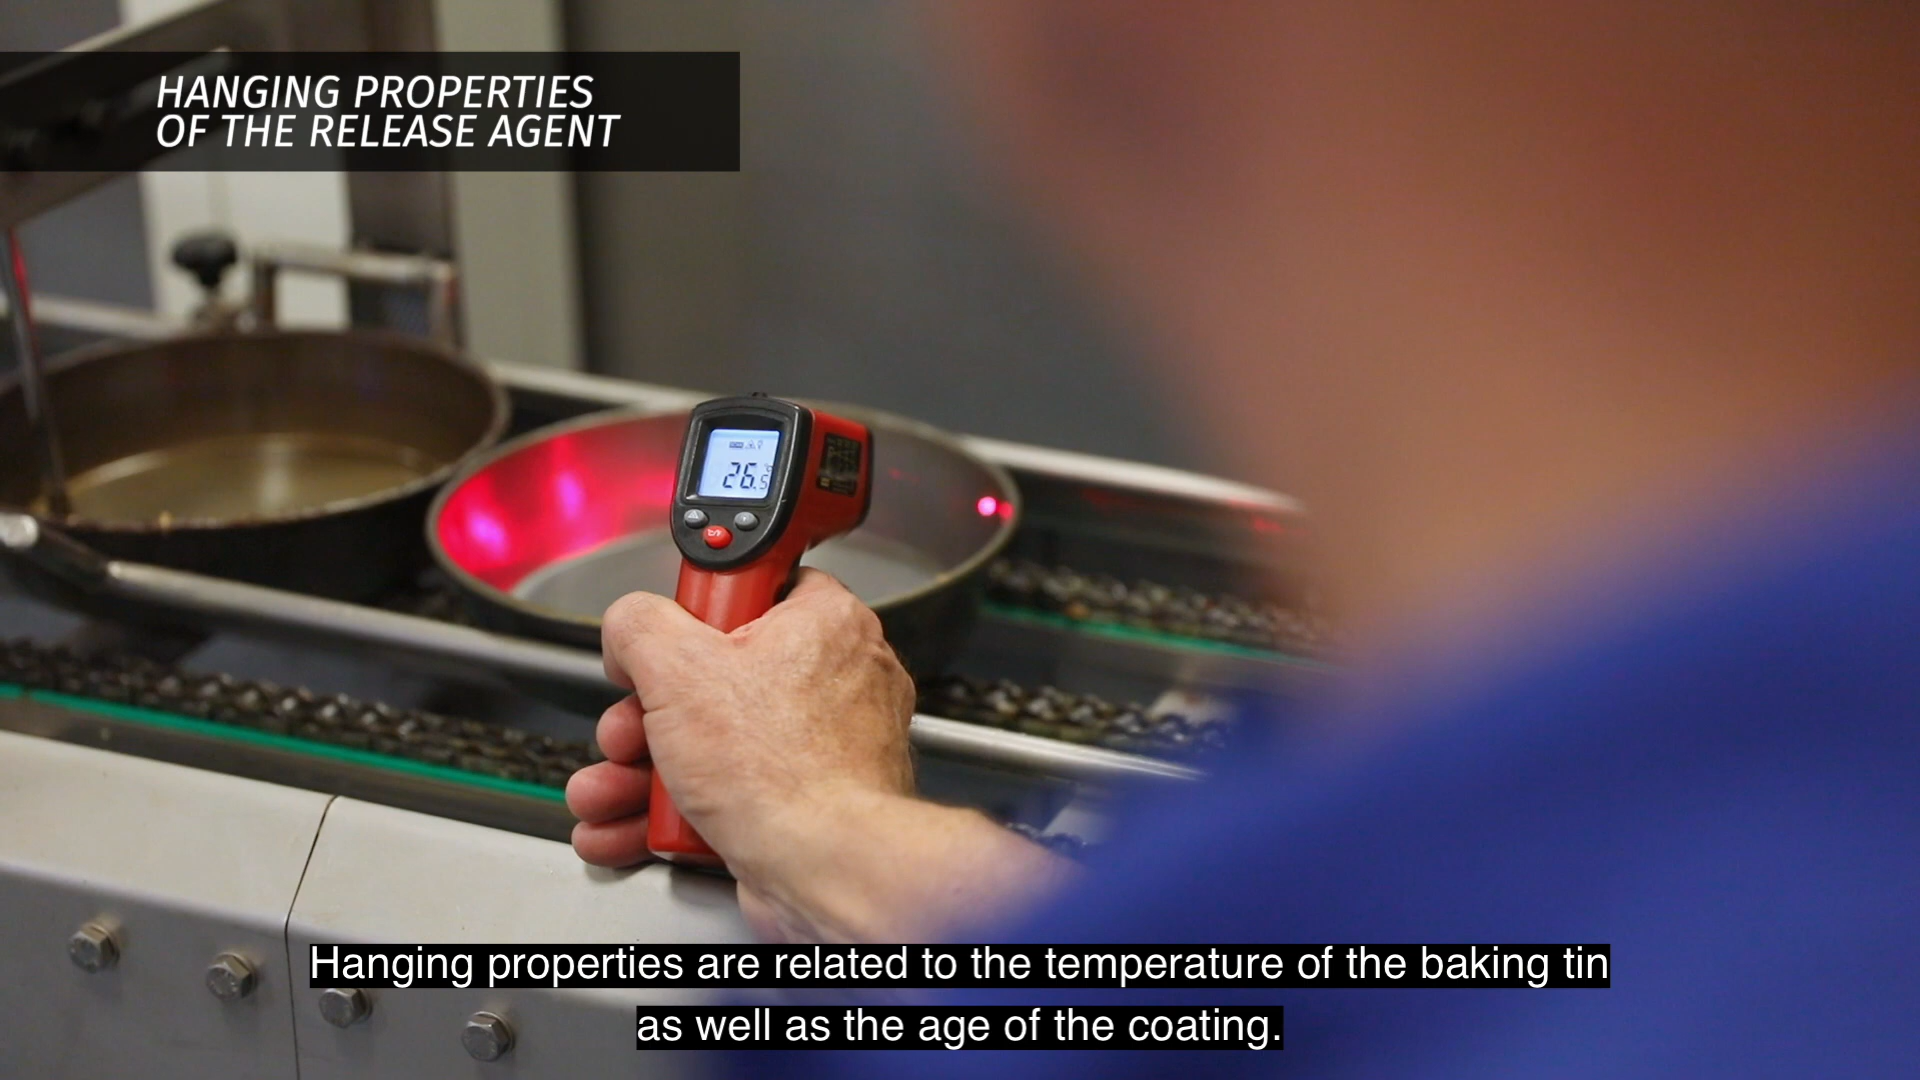 HANGING PROPERTIES
OF THE RELEASE AGENT
26.5
Hanging properties are related to the temperature of the baking tin
as well as the age of the coating.